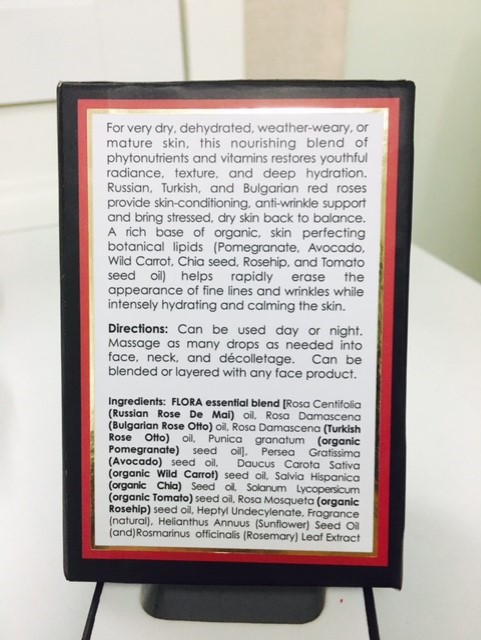 For very dry, dehydrated, weather-weary, or
mature skin, this nourishing blend of
phytonutrients and vitamins restores youthful
radiance, texture, and deep hydration.
Russian, Turkish, and Bulgarian red roses
provide skin-conditioning, anti-wrinkle support
and bring stressed, dry skin back to balance.
A rich base of organic, skin perfecting
botanical lipids (Pomegranate, Avocado,
Wild Carrot, Chia seed, Rosehip, and Tomato
seed oil) helps rapidly erase the
appearance of fine lines and wrinkles while
intensely hydrating and calming the skin.
Directions: Can be used day or night.
Massage as many drops as needed into
face, neck, and décolletage. Can be
blended or layered with any face product.
Ingredients: FLORA essential blend [Rosa Centifolia
(Russian Rose De Mai) oil, Rosa Damascena
(Bulgarian Rose Otto) oil, Rosa Damascena (Turkish
Rose Otto) oil, Punica granatum (organic
Pomegranate) seed oil], Persea Gratissima
(Avocado) seed oil, Daucus Carota Sativa
(organic Wild Carrot) seed oil, Salvia Hispanica
(organic Chia) Seed oil, Solanum Lycopersicum
(organic Tomato) seed oil, Rosa Mosqueta (organic
Rosehip) seed oil, Heptyl Undecylenate, Fragrance
(natural), Helianthus Annuus (Sunflower) Seed Oil
(and)Rosmarinus officinalis (Rosemary) Leaf Extract